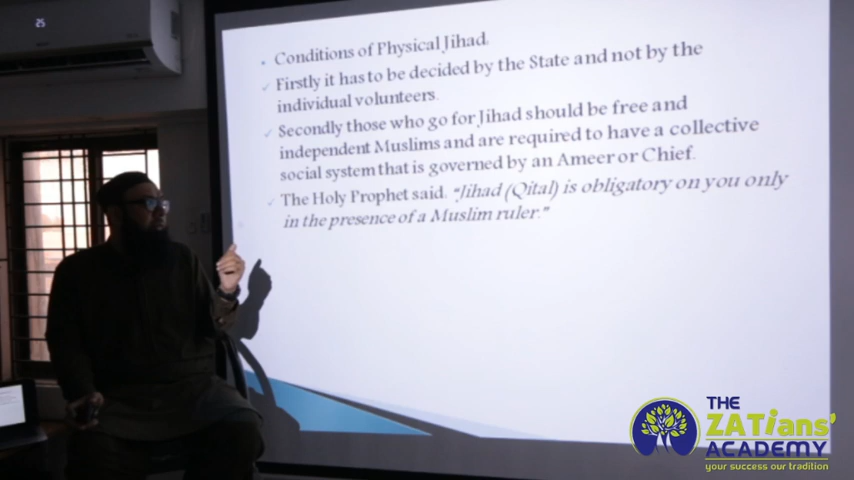 Conditions of Physical Jihad.
Firstly it has to be decided by the State and not by the
individual volunteers.
Secondly those who go for Jihad should be free and
independent Muslims and are required to have a collective
social system that is governed by an Ameer or Chief.
The Holy Prophet said. "Jihad (Qital) is obligatory on you only
in the presence of a Muslim ruler."
THE
ZATians'
ACADEMY
your success our tradition